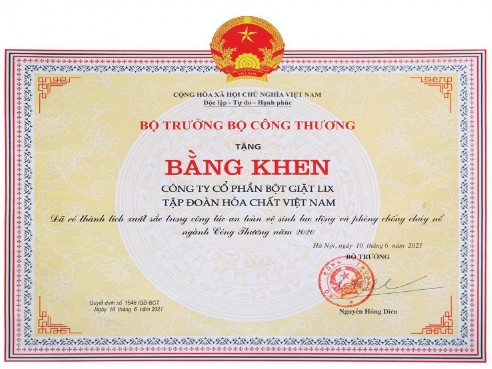 CỘNG HÒA XÃ HỘI CHỦ NGHĨA VIỆT NAM
Độc lập - Tự do - Hạnh phúc
BỘ TRƯỞNG BỘ CÔNG THƯƠNG
TẶNG
BẰNG KHEN
CÔNG TY CỔ PHẦN BỘT GIẶT LIX
TẬP ĐOÀN HÓA CHẤT VIỆT NAM
Đã có thành tích xuất sắc trong công tác an toàn vệ sinh lao động và phòng chống cháy nổ
ngành Công Thương năm 2020
Hà Nội, ngày 10 tháng 6 năm 2021
BỘ TRƯỞNG
Quyết định số 1548 /QĐ-BCT
Ngày 10 tháng 6 năm 2021
Nguyễn Hồng Diên